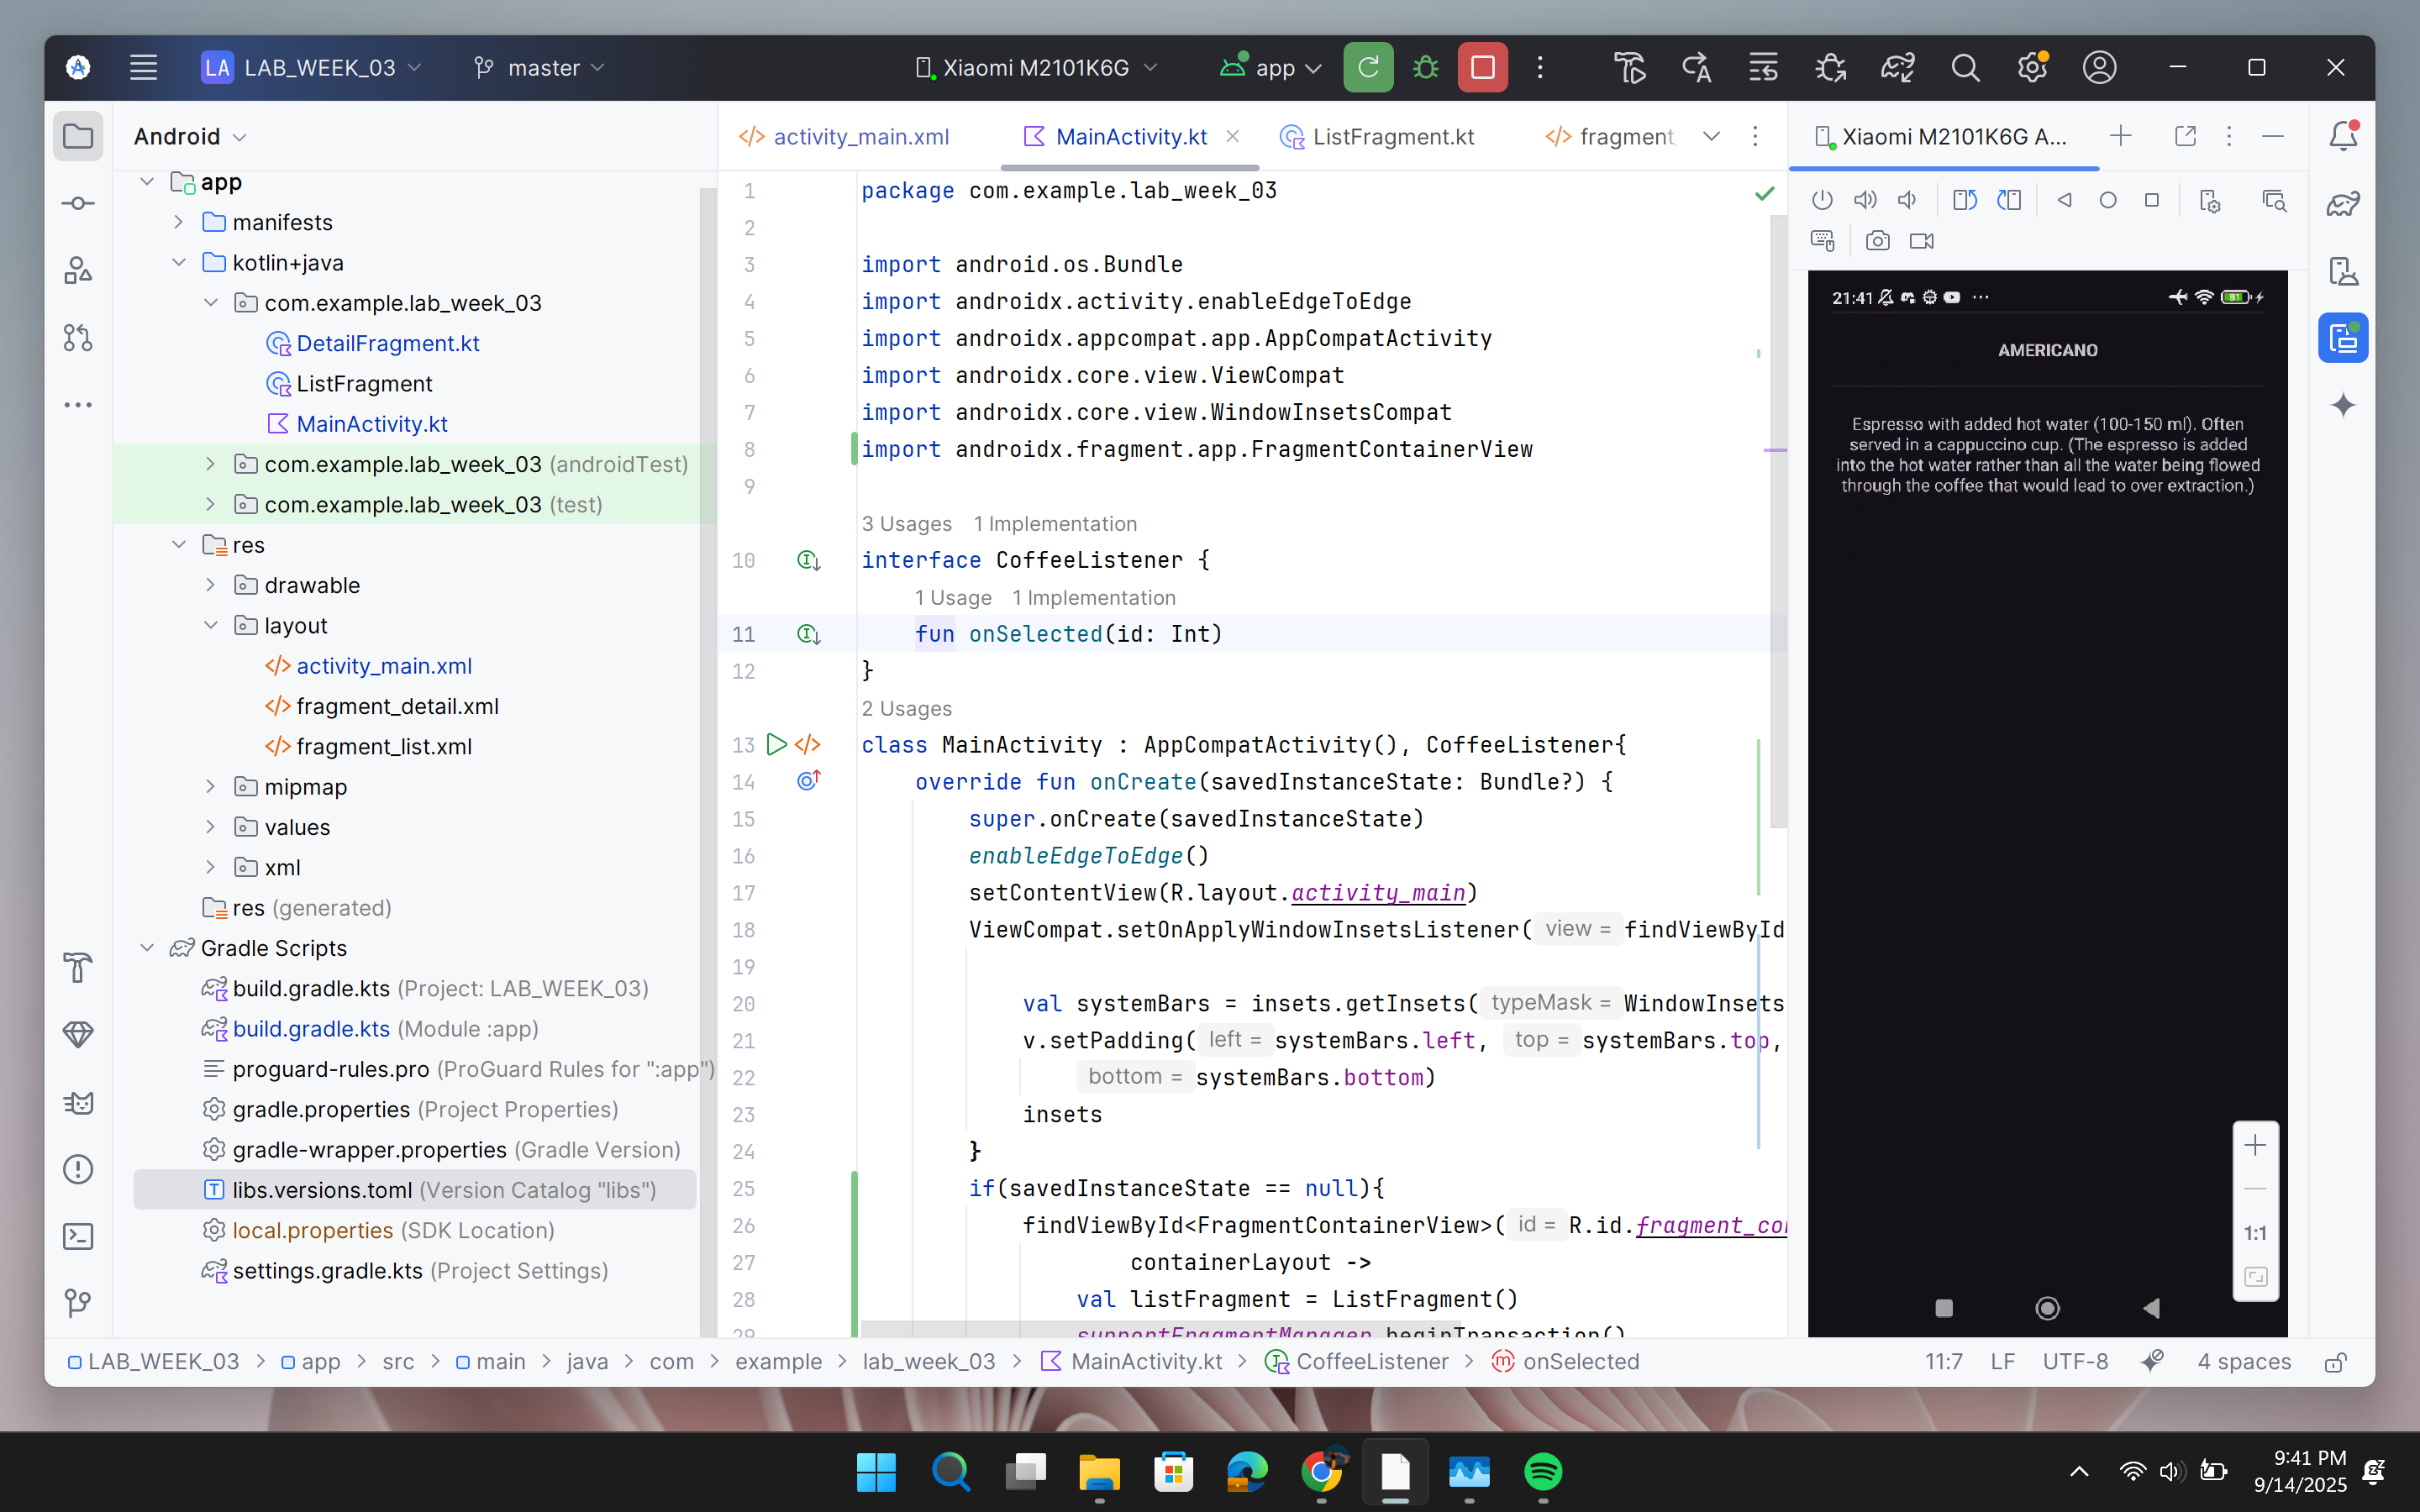 LA LAB_WEEK_03 master Xiaomi M2101K6G app
Android
app
manifests
kotlin+java
com.example.lab_week_03
DetailFragment.kt
ListFragment
MainActivity.kt
com.example.lab_week_03 (androidTest)
com.example.lab_week_03 (test)
res
drawable
layout
activity_main.xml
fragment_detail.xml
fragment_list.xml
mipmap
values
xml
res (generated)
Gradle Scripts
build.gradle.kts (Project: LAB_WEEK_03)
build.gradle.kts (Module :app)
proguard-rules.pro (ProGuard Rules for ":app")
gradle.properties (Project Properties)
gradle-wrapper.properties (Gradle Version)
libs.versions.toml (Version Catalog "libs")
local.properties (SDK Location)
settings.gradle.kts (Project Settings)
activity_main.xml MainActivity.kt ListFragment.kt fragment
1 package com.example.lab_week_03
2
3 import android.os.Bundle
4 import androidx.activity.enableEdgeToEdge
5 import androidx.appcompat.app.AppCompatActivity
6 import androidx.core.view.ViewCompat
7 import androidx.core.view.WindowInsetsCompat
8 import androidx.fragment.app.FragmentContainerView
9
3 Usages 1 Implementation
10 interface CoffeeListener {
1 Usage 1 Implementation
11 fun onSelected(id: Int)
12 }
2 Usages
13 class MainActivity : AppCompatActivity(), CoffeeListener{
14 override fun onCreate(savedInstanceState: Bundle?) {
15 super.onCreate(savedInstanceState)
16 enableEdgeToEdge()
17 setContentView(R.layout.activity_main)
18 ViewCompat.setOnApplyWindowInsetsListener( view = findViewById
19
20 val systemBars = insets.getInsets( typeMask = WindowInsets
21 v.setPadding( left = systemBars.left, top = systemBars.top,
22 bottom = systemBars.bottom)
23 insets
24 }
25 if(savedInstanceState == null){
26 findViewById<FragmentContainerView>( id = R.id.fragment_co
27 containerLayout ->
28 val listFragment = ListFragment()
29 supportFragmentManager.beginTransaction()
Xiaomi M2101K6G A...
21:41 ... 81
AMERICANO
Espresso with added hot water (100-150 ml). Often
served in a cappuccino cup. (The espresso is added
into the hot water rather than all the water being flowed
through the coffee that would lead to over extraction.)
1:1
LAB_WEEK_03 > app > src > main > java > com > example > lab_week_03 > MainActivity.kt > CoffeeListener > onSelected
11:7 LF UTF-8 4 spaces
9:41 PM
9/14/2025